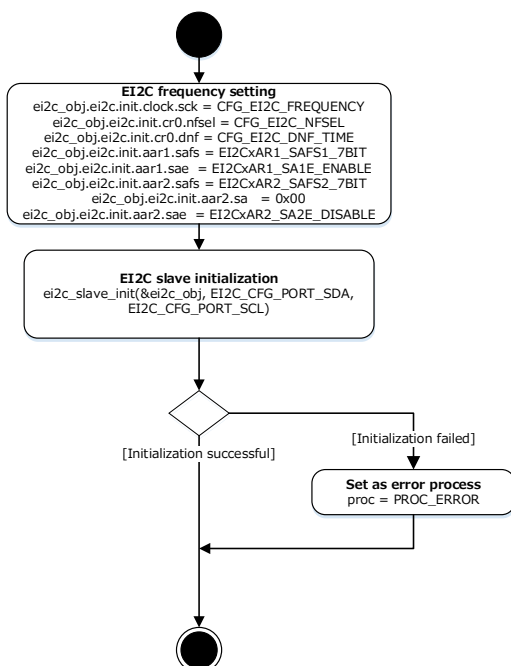 EI2C frequency setting
ei2c_obj.ei2c.init.clock.sck = CFG_EI2C_FREQUENCY
ei2c_obj.ei2c.init.cr0.nfsel = CFG_EI2C_NFSEL
ei2c_obj.ei2c.init.cr0.dnf = CFG_EI2C_DNF_TIME
ei2c_obj.ei2c.init.aar1.safs = EI2CxAR1_SAFS1_7BIT
ei2c_obj.ei2c.init.aar1.sae = EI2CxAR1_SA1E_ENABLE
ei2c_obj.ei2c.init.aar2.safs = EI2CxAR2_SAFS2_7BIT
ei2c_obj.ei2c.init.aar2.sa = 0x00
ei2c_obj.ei2c.init.aar2.sae = EI2CxAR2_SA2E_DISABLE
EI2C slave initialization
ei2c_slave_init(&ei2c_obj, EI2C_CFG_PORT_SDA,
EI2C_CFG_PORT_SCL)
[Initialization failed]
[Initialization successful]
Set as error process
proc = PROC_ERROR